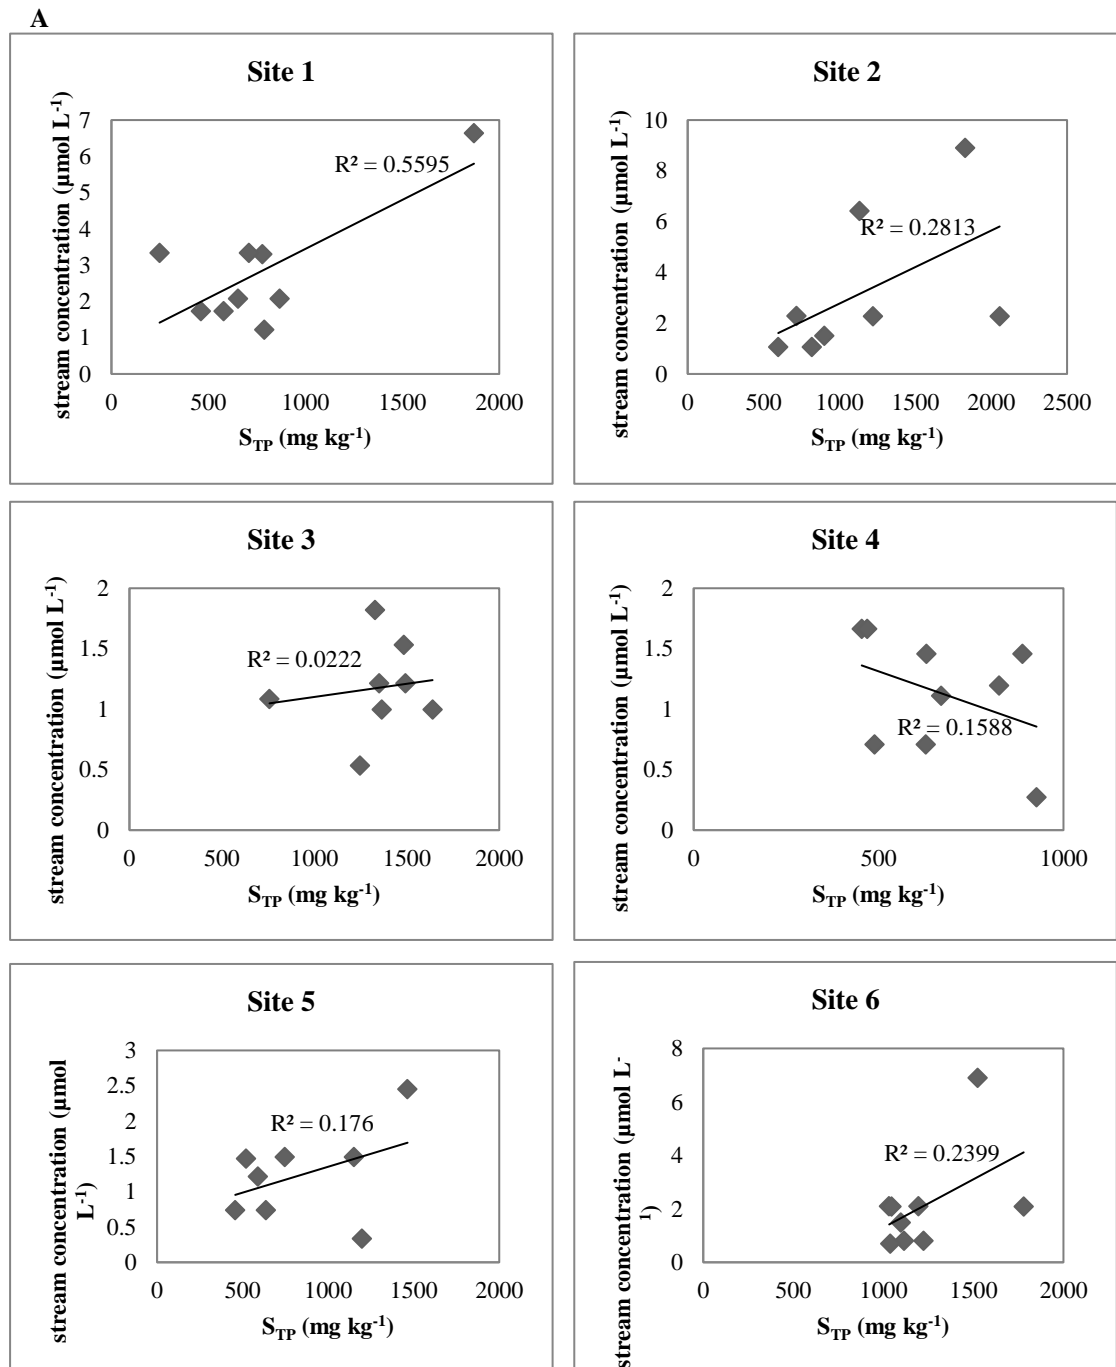 A
Site 1
stream concentration (µmol L-1)
7
6
5
4
3
2
1
0
R² = 0.5595
0 500 1000 1500 2000
STP (mg kg-1)
Site 2
stream concentration (µmol L-1)
10
8
6
4
2
0
R² = 0.2813
0 500 1000 1500 2000 2500
STP (mg kg-1)
Site 3
stream concentration (µmol L-1)
2
1.5
1
0.5
0
R² = 0.0222
0 500 1000 1500 2000
STP (mg kg-1)
Site 4
stream concentration (µmol L-1)
2
1.5
1
0.5
0
R² = 0.1588
0 500 1000
STP (mg kg-1)
Site 5
stream concentration (µmol
L-1)
3
2.5
2
1.5
1
0.5
0
R² = 0.176
0 500 1000 1500 2000
STP (mg kg-1)
Site 6
stream concentration (µmol L-
1)
8
6
4
2
0
R² = 0.2399
0 500 1000 1500 2000
STP (mg kg-1)